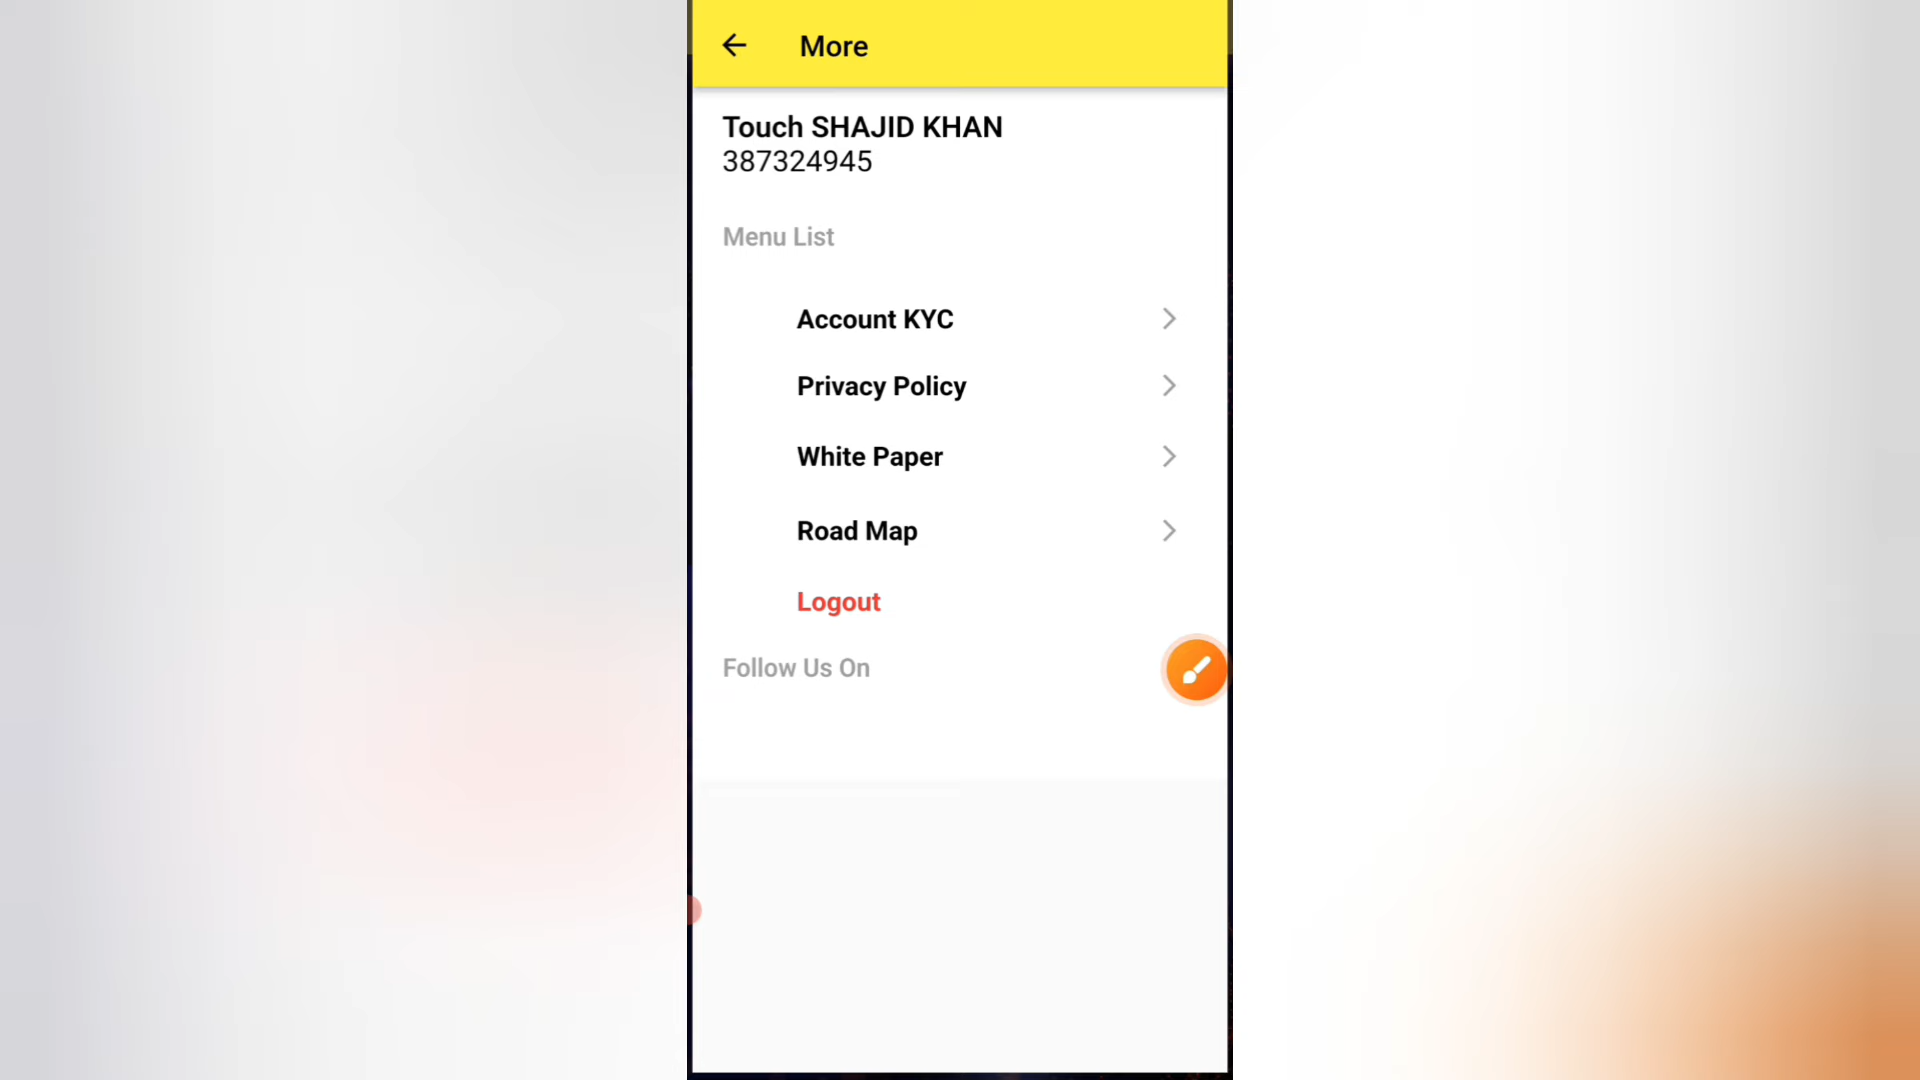 More
Touch SHAJID KHAN
387324945
Menu List
Account KYC
Privacy Policy
White Paper
Road Map
Logout
Follow Us On